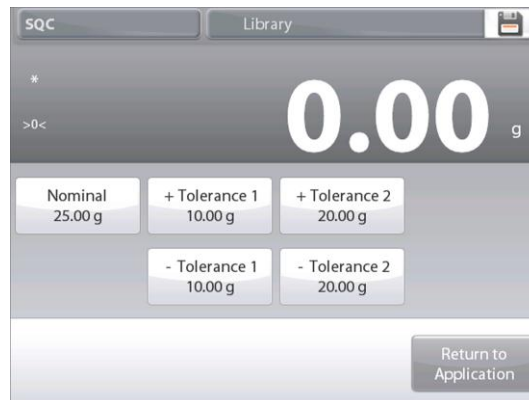 SQC
Library
*
>0<
0.00 g
Nominal
25.00 g
+ Tolerance 1
10.00 g
+ Tolerance 2
20.00 g
- Tolerance 1
10.00 g
- Tolerance 2
20.00 g
Return to
Application